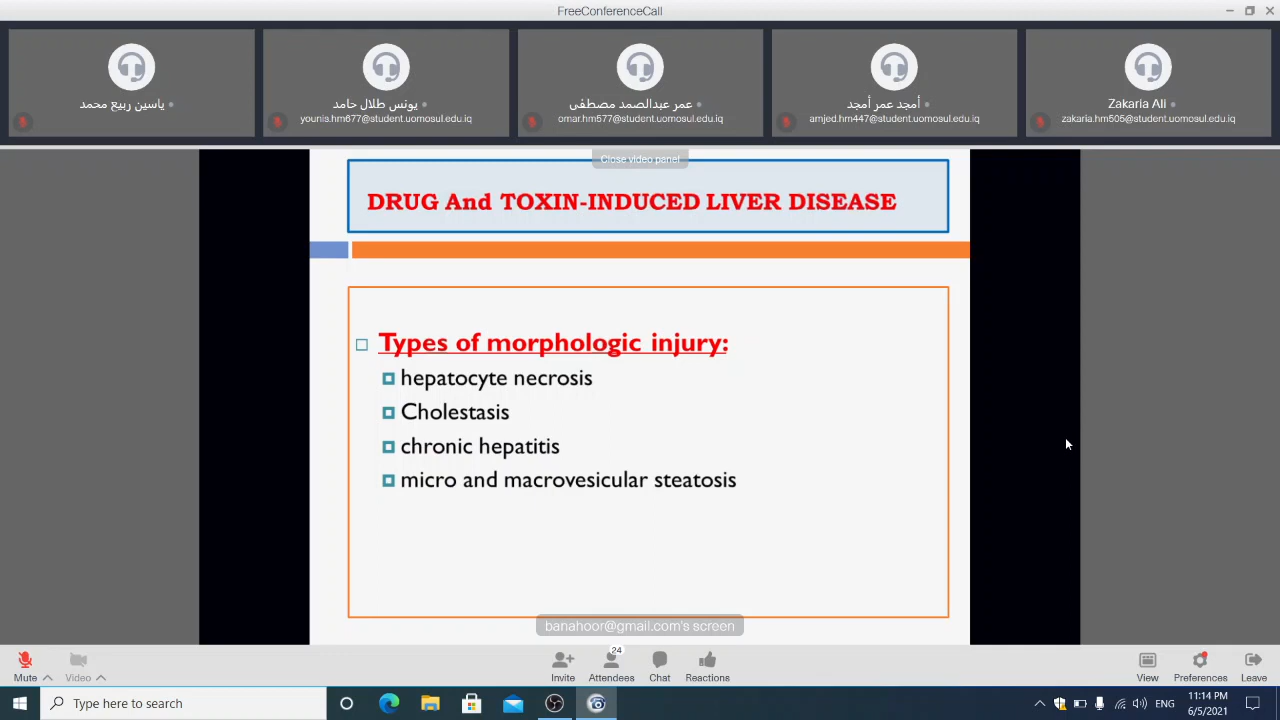 FreeConferenceCall
ياسين ربيع محمد
يونس طلال حامد
younis.hm677@student.uomosul.edu.iq
عمر عبدالصمد مصطفى
omar.hm577@student.uomosul.edu.iq
أمجد عمر أمجد
amjed.hm447@student.uomosul.edu.iq
Zakaria Ali
zakaria.hm505@student.uomosul.edu.iq
Close video panel
DRUG And TOXIN-INDUCED LIVER DISEASE
Types of morphologic injury:
hepatocyte necrosis
Cholestasis
chronic hepatitis
micro and macrovesicular steatosis
banahoor@gmail.com's screen
24
Mute
Video
Invite
Attendees
Chat
Reactions
View
Preferences
Leave
Type here to search
ENG
11:14 PM
6/5/2021